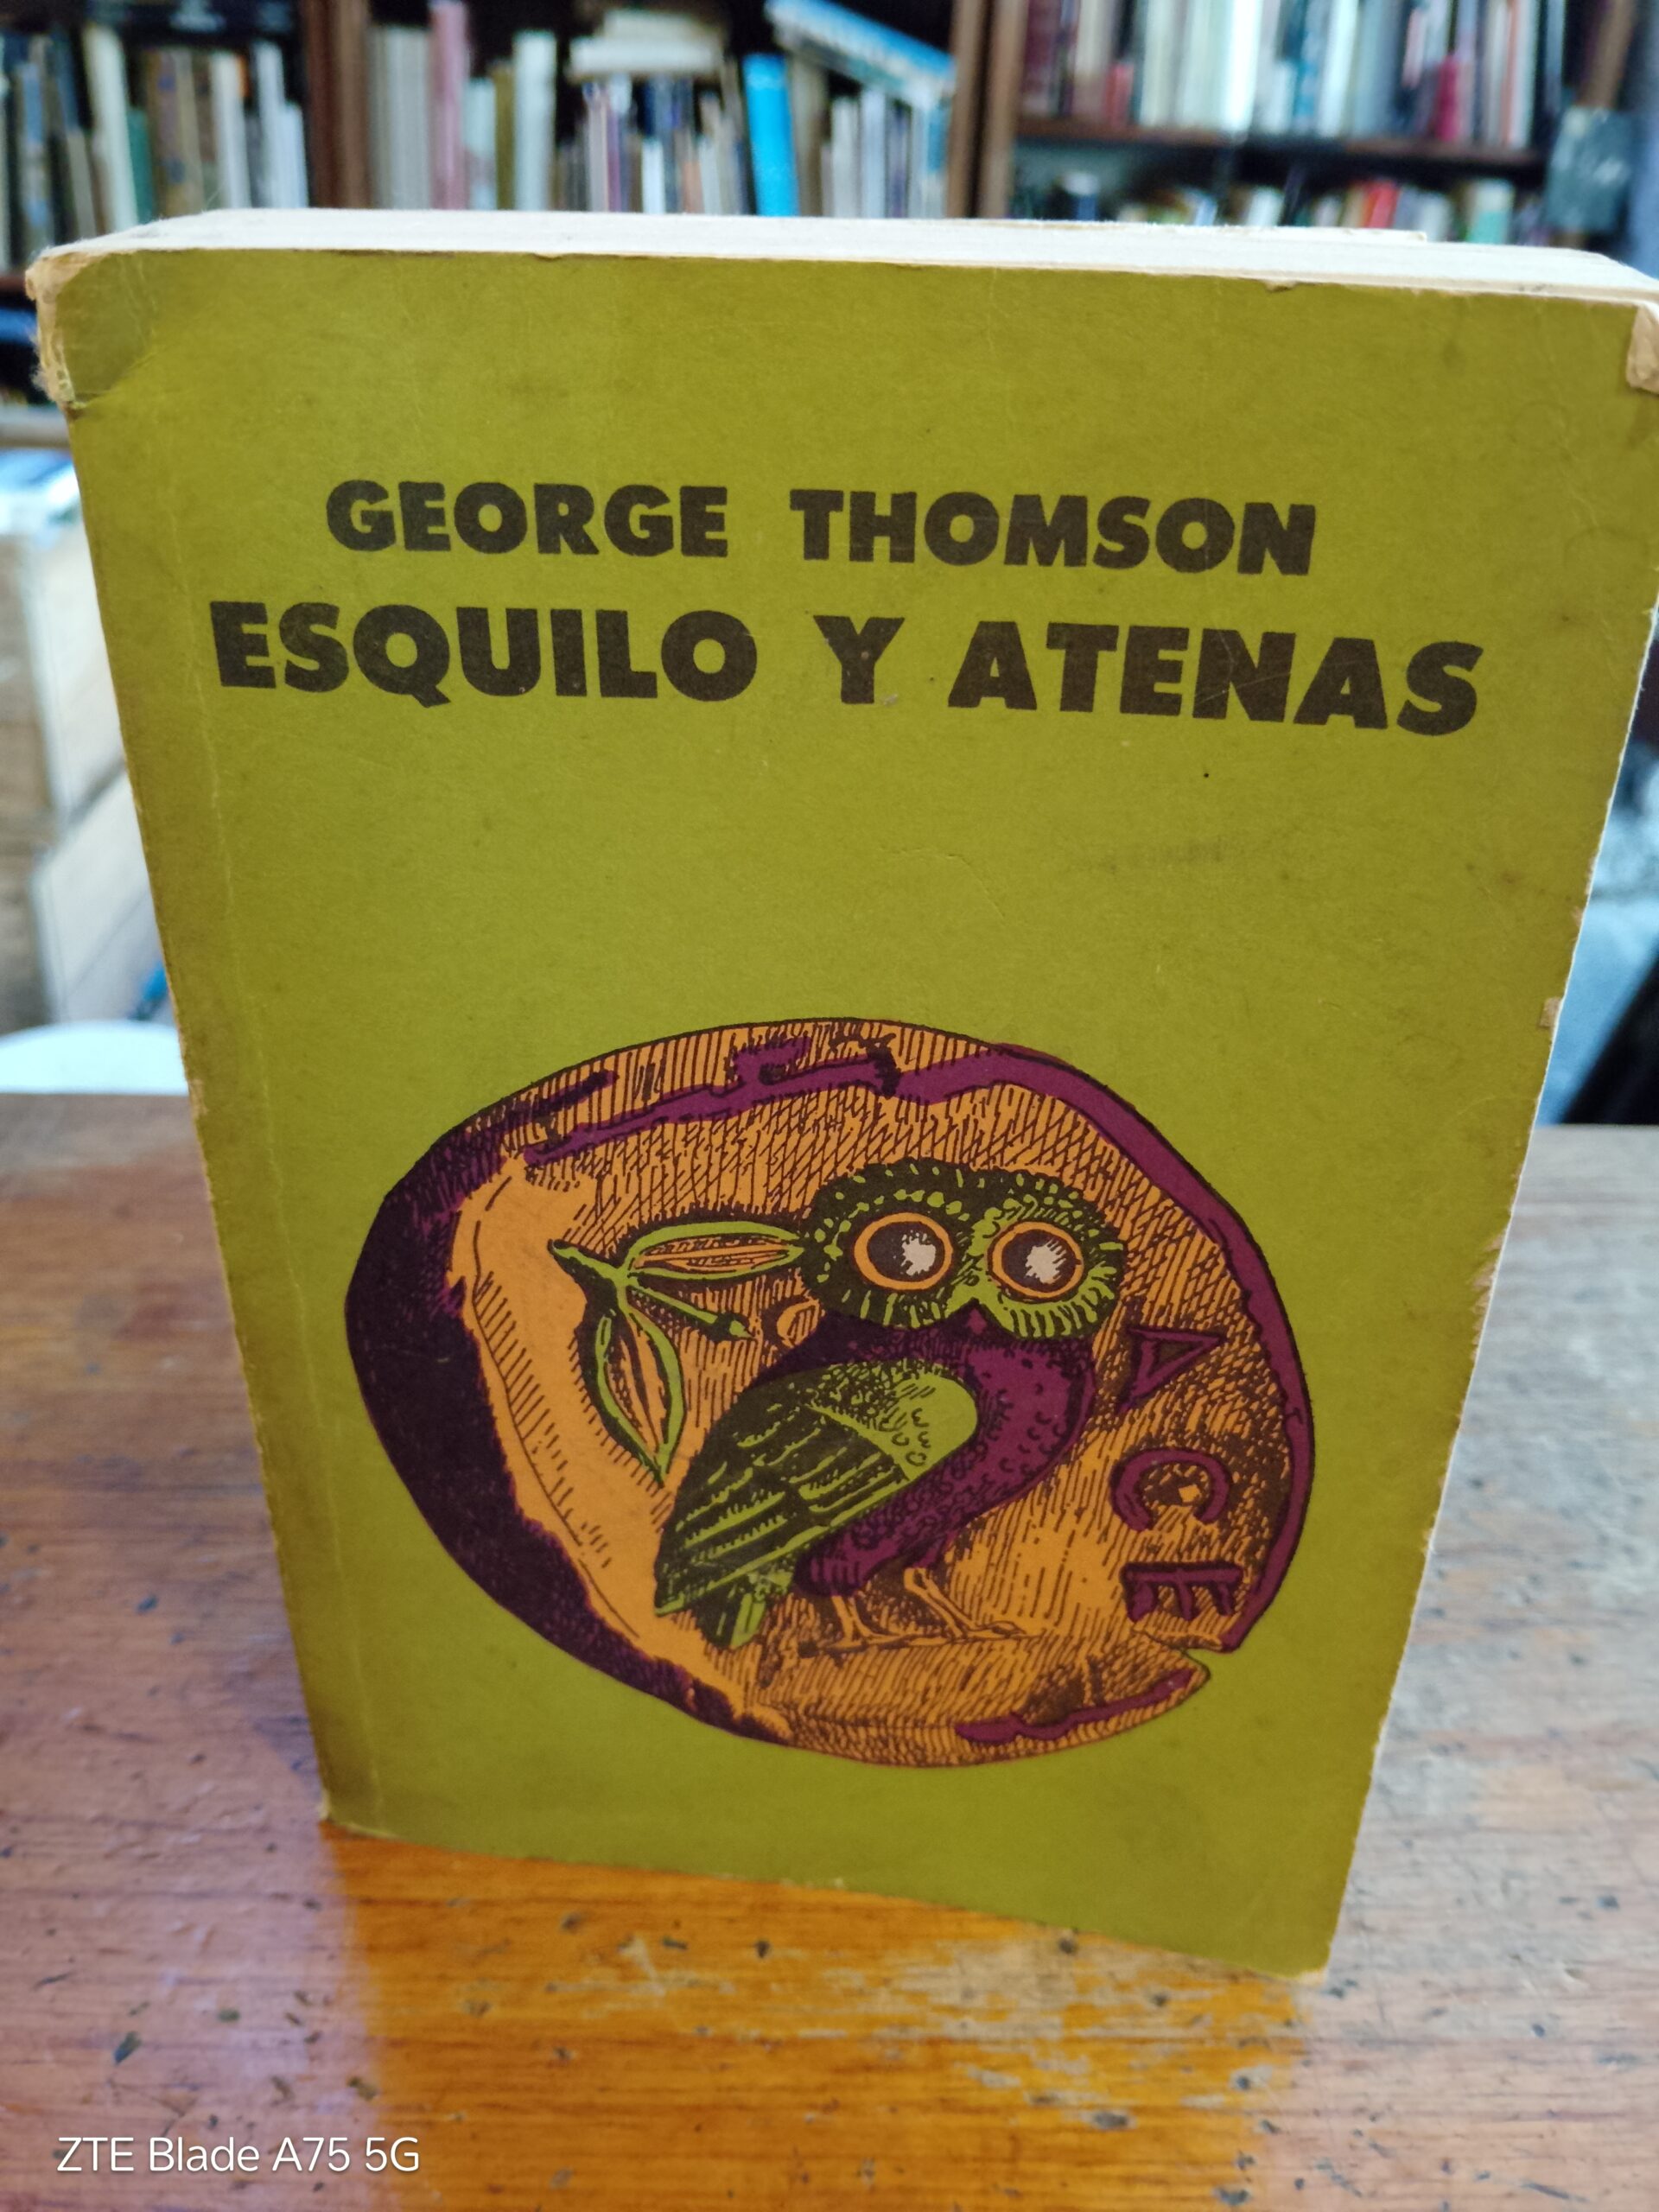 GEORGE THOMSON
ESQUILO Y ATENAS
A
C
E
ZTE Blade A75 5G